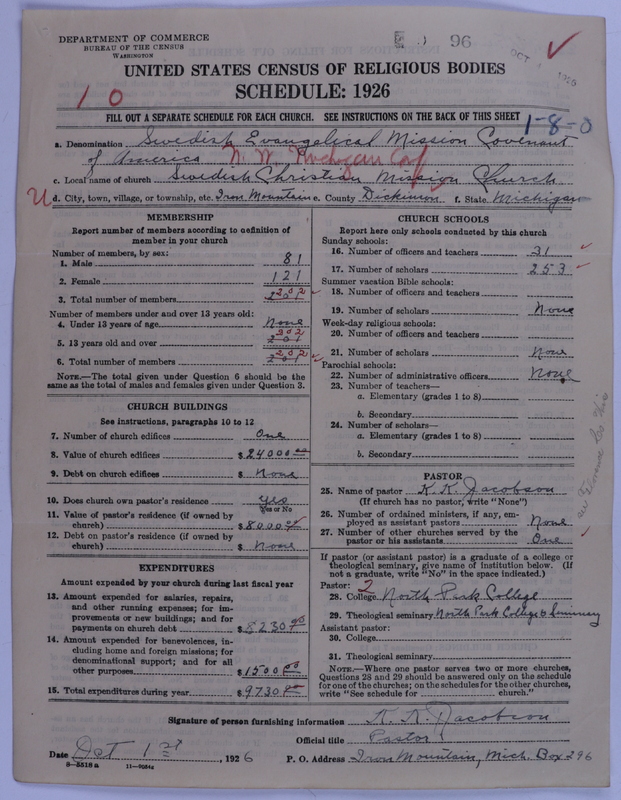 DEPARTMENT OF COMMERCE
BUREAU OF THE CENSUS
WASHINGTON
96
OCT 1926
UNITED STATES CENSUS OF RELIGIOUS BODIES
SCHEDULE: 1926
1 0
FILL OUT A SEPARATE SCHEDULE FOR EACH CHURCH. SEE INSTRUCTIONS ON THE BACK OF THIS SHEET
1-8-0
a. Denomination Swedish Evangelical Mission Covenant
of America N. W. Michigan Conf
c. Local name of church Swedish Christian Mission Church
U d. City, town, village, or township, etc. Iron Mountain e. County Dickinson f. State Michigan
MEMBERSHIP
Report number of members according to definition of
member in your church
Number of members, by sex:
1. Male 81
2. Female 121
3. Total number of members 202
Number of members under and over 13 years old:
4. Under 13 years of age None
5. 13 years old and over 202 201
6. Total number of members 202
NOTE.—The total given under Question 6 should be the
same as the total of males and females given under Question 3.
CHURCH BUILDINGS
See instructions, paragraphs 10 to 12
7. Number of church edifices One
8. Value of church edifices $ 24000.00
9. Debt on church edifices $ None
10. Does church own pastor's residence Yes
Yes or No
11. Value of pastor's residence (if owned by
church) $ 8000.00
12. Debt on pastor's residence (if owned by
church) $ None
EXPENDITURES
Amount expended by your church during last fiscal year
13. Amount expended for salaries, repairs,
and other running expenses; for im-
provements or new buildings; and for
payments on church debt $ 8230.00
14. Amount expended for benevolences, in-
cluding home and foreign missions; for
denominational support; and for all
other purposes $ 1500.00
15. Total expenditures during year $ 9730.00
CHURCH SCHOOLS
Report here only schools conducted by this church
Sunday schools:
16. Number of officers and teachers 31
17. Number of scholars 253
Summer vacation Bible schools:
18. Number of officers and teachers
19. Number of scholars None
Week-day religious schools:
20. Number of officers and teachers
21. Number of scholars None
Parochial schools:
22. Number of administrative officers None
23. Number of teachers—
a. Elementary (grades 1 to 8)
b. Secondary
24. Number of scholars—
a. Elementary (grades 1 to 8)
b. Secondary
PASTOR
25. Name of pastor K. K. Jacobson
(If church has no pastor, write "None")
26. Number of ordained ministers, if any, em-
ployed as assistant pastors None
27. Number of other churches served by the
pastor or his assistants One
If pastor (or assistant pastor) is a graduate of a college or
theological seminary, give name of institution below. (If
not a graduate, write "No" in the space indicated.)
Pastor: 2
28. College North Park College
29. Theological seminary North Park College & Seminary
Assistant pastor:
30. College
31. Theological seminary
NOTE.—Where one pastor serves two or more churches,
Questions 28 and 29 should be answered only on the schedule
for one of the churches; on the schedules for the other churches,
write "See schedule for church."
Signature of person furnishing information K. K. Jacobson
Official title Pastor
Date Oct 1st, 1926 P. O. Address Iron Mountain, Mich. Box 296
8-5518 a